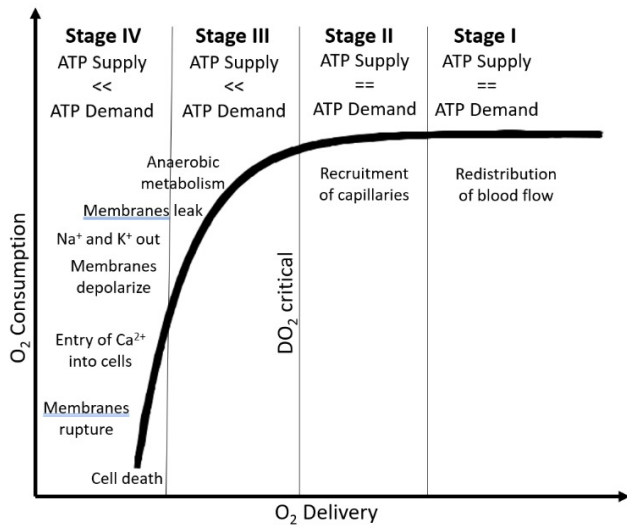 Stage IV
ATP Supply
<<
ATP Demand
Stage III
ATP Supply
<<
ATP Demand
Stage II
ATP Supply
==
ATP Demand
Stage I
ATP Supply
==
ATP Demand
Anaerobic
metabolism
Membranes leak
Na⁺ and K⁺ out
Membranes
depolarize
Entry of Ca²⁺
into cells
Membranes
rupture
Cell death
Recruitment
of capillaries
Redistribution
of blood flow
DO₂ critical
O₂ Consumption
O₂ Delivery